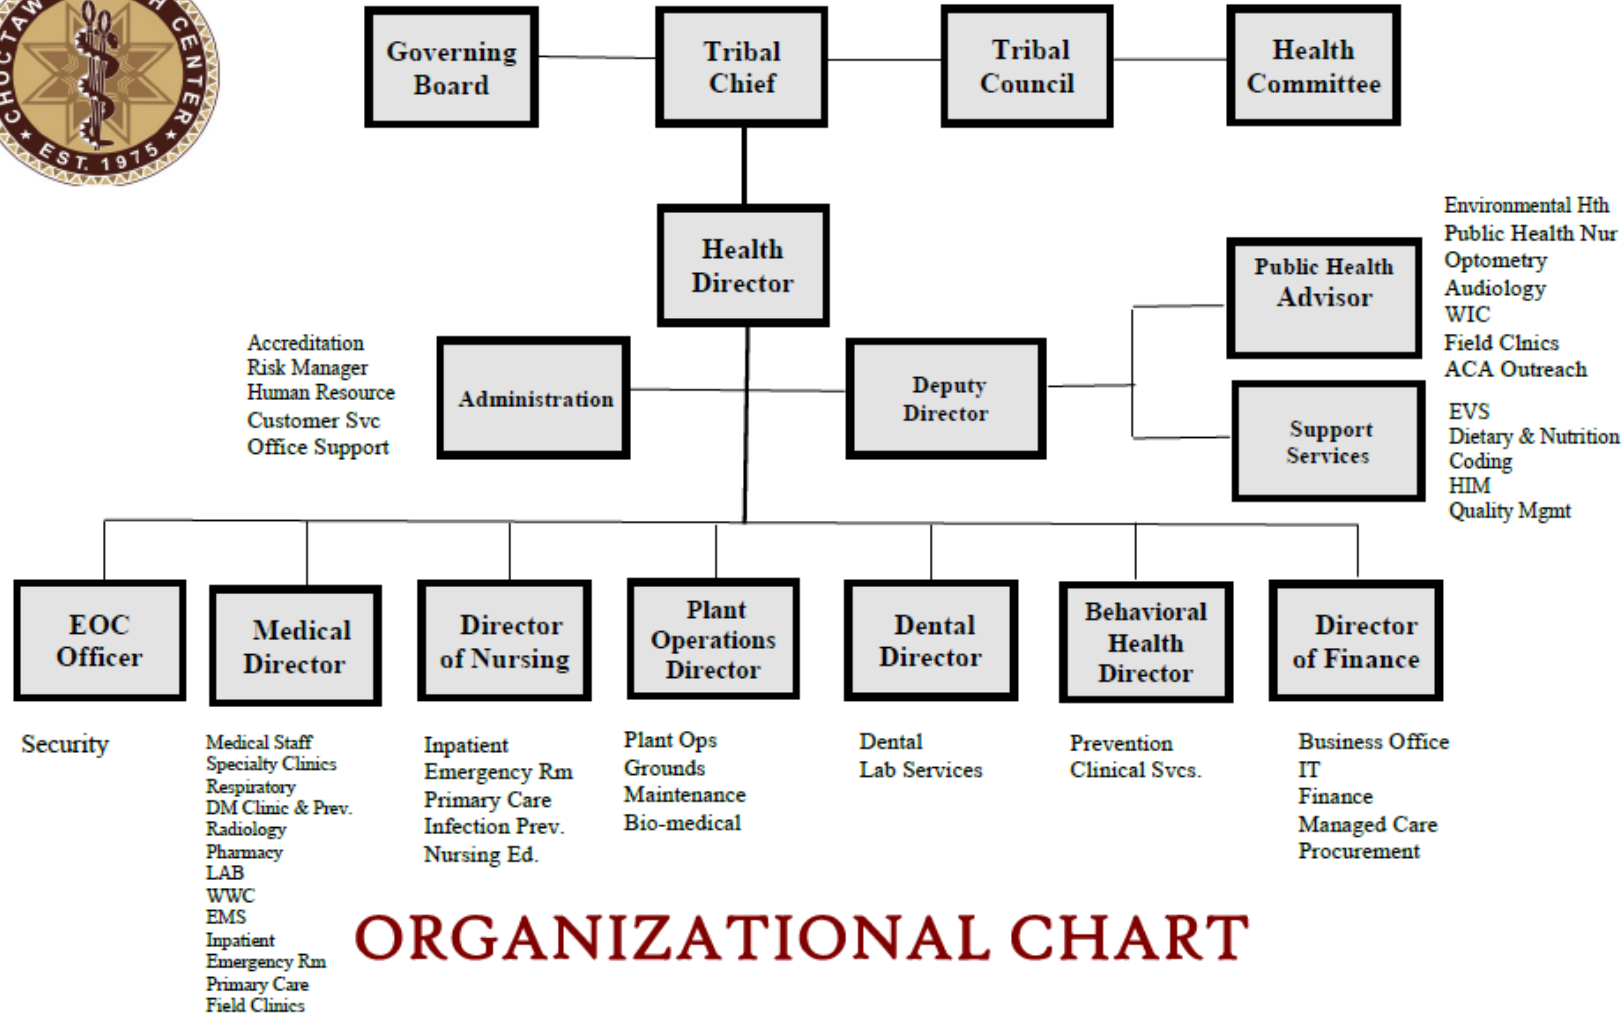 CHOCTAW
CENTER
EST. 1975
Governing
Board
Tribal
Chief
Tribal
Council
Health
Committee
Health
Director
Public Health
Advisor
Environmental Hth
Public Health Nur
Optometry
Audiology
WIC
Field Clnics
ACA Outreach
Accreditation
Risk Manager
Human Resource
Customer Svc
Office Support
Administration
Deputy
Director
Support
Services
EVS
Dietary & Nutrition
Coding
HIM
Quality Mgmt
EOC
Officer
Security
Medical
Director
Medical Staff
Specialty Clinics
Respiratory
DM Clinic & Prev.
Radiology
Pharmacy
LAB
WWC
EMS
Inpatient
Emergency Rm
Primary Care
Field Clinics
Director
of Nursing
Inpatient
Emergency Rm
Primary Care
Infection Prev.
Nursing Ed.
Plant
Operations
Director
Plant Ops
Grounds
Maintenance
Bio-medical
Dental
Director
Dental
Lab Services
Behavioral
Health
Director
Prevention
Clinical Svcs.
Director
of Finance
Business Office
IT
Finance
Managed Care
Procurement
ORGANIZATIONAL CHART